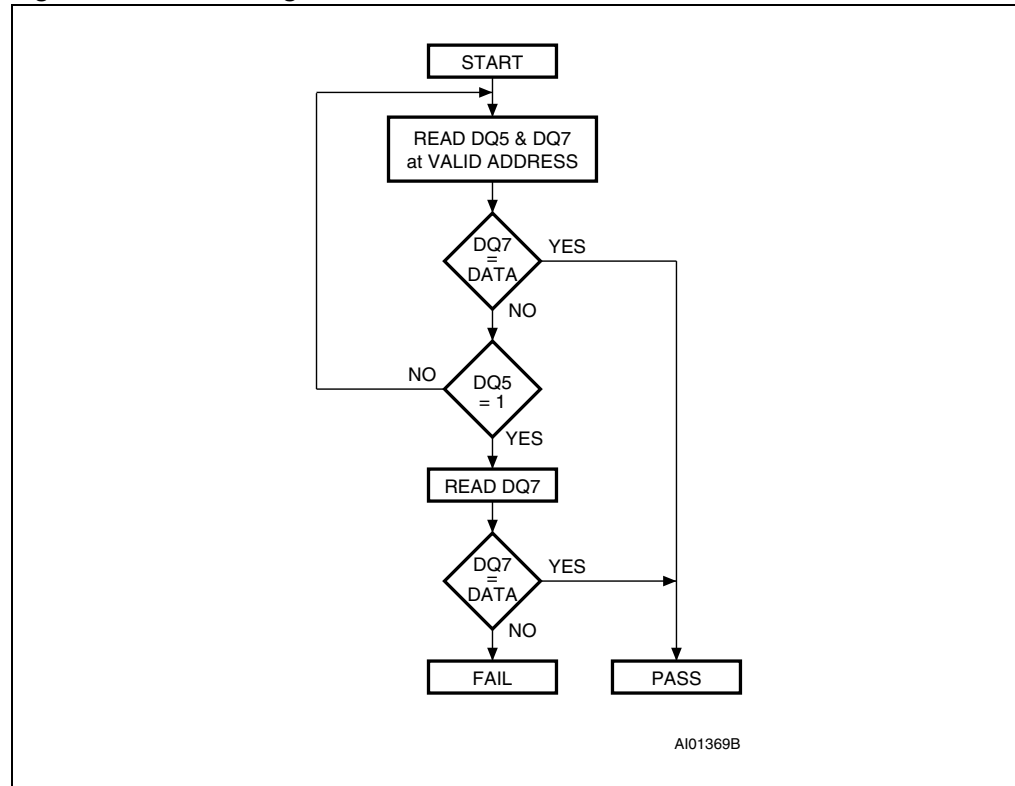 START
READ DQ5 & DQ7
at VALID ADDRESS
DQ7
=
DATA
YES
NO
DQ5
= 1
NO
YES
READ DQ7
DQ7
=
DATA
YES
NO
FAIL
PASS
AI01369B